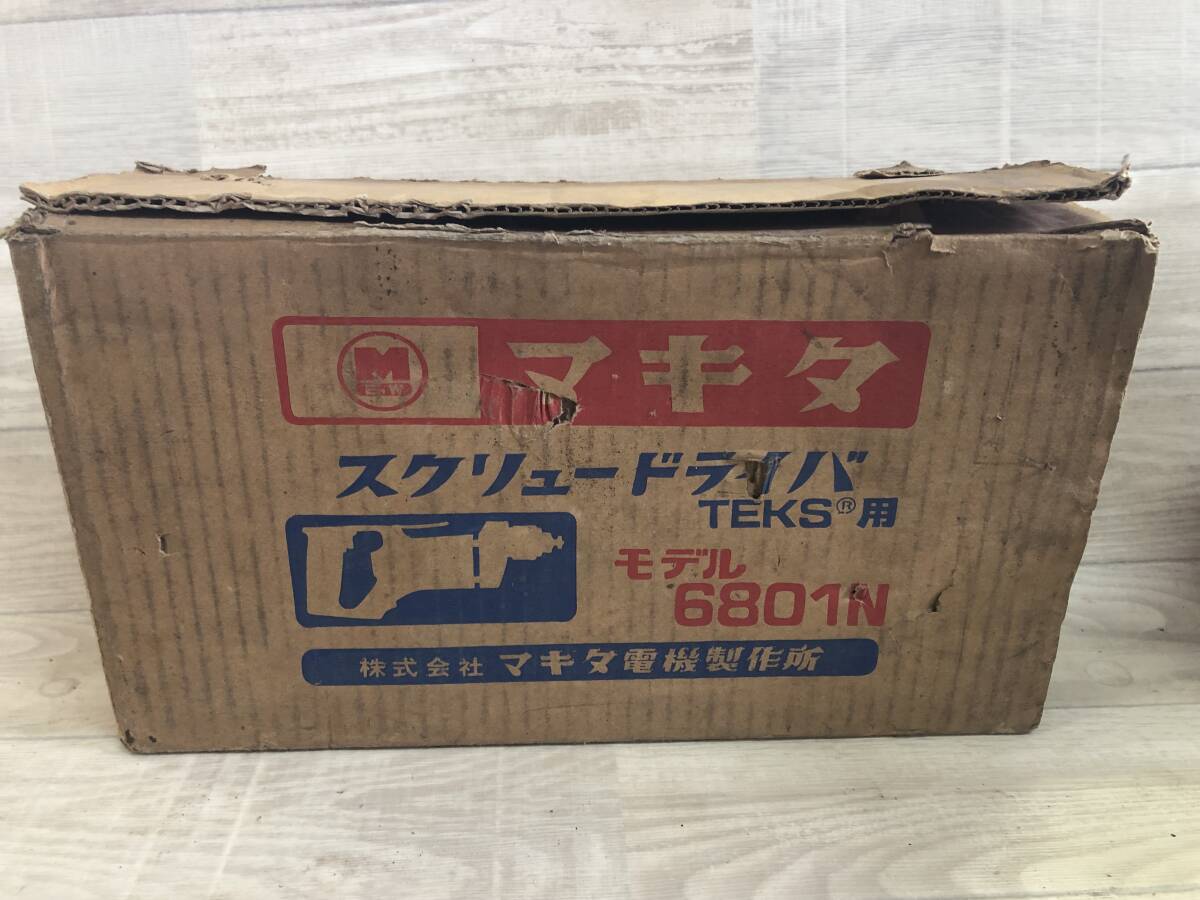 M
マキタ
スクリュードライバ
TEKS®用
モデル
6801N
株式会社 マキタ電機製作所